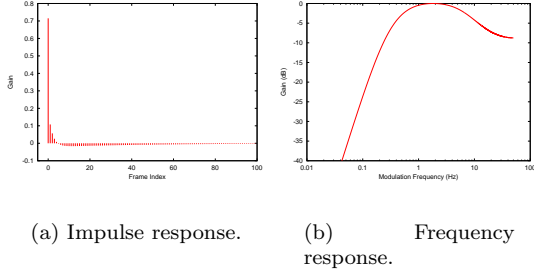 0.8
0.7
0.6
0.5
0.4
0.3
0.2
0.1
0
-0.1
Gain
0 20 40 60 80 100
Frame Index
0
-5
-10
-15
-20
-25
-30
-35
-40
Gain (dB)
0.01 0.1 1 10 100
Modulation Frequency (Hz)
(a) Impulse response.
(b) Frequency
response.